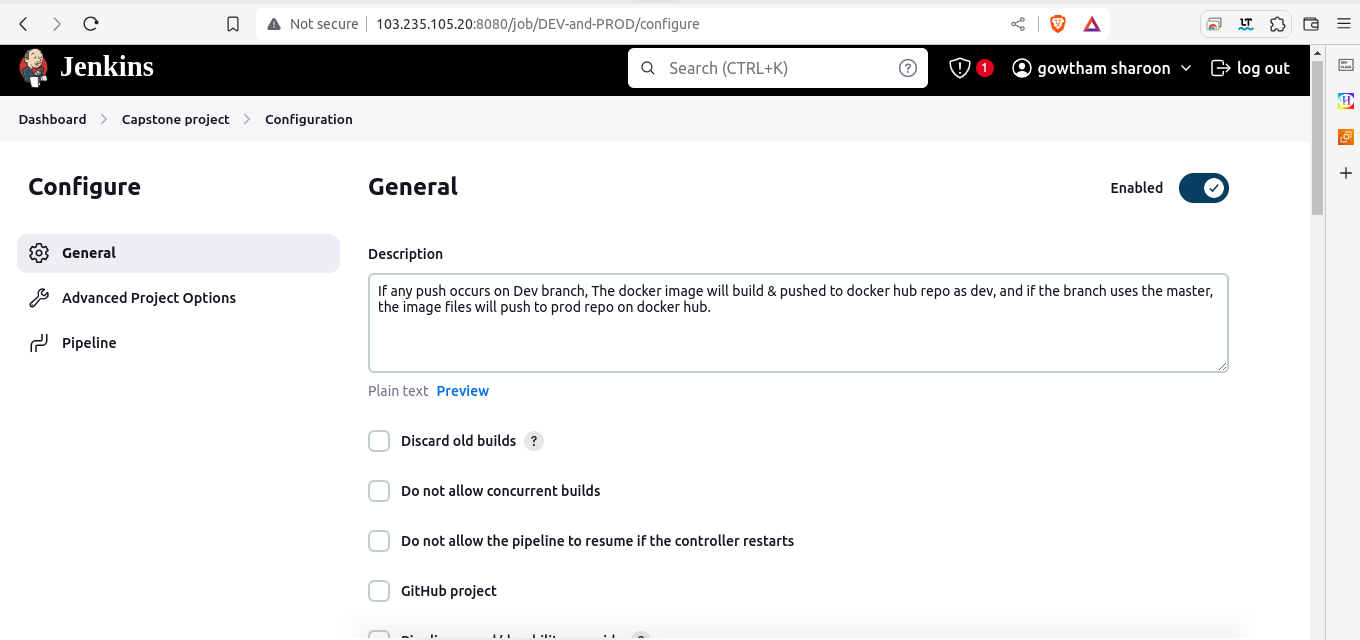 Not secure 103.235.105.20:8080/job/DEV-and-PROD/configure
LT
Jenkins
Search (CTRL+K)
?
1
gowtham sharoon
log out
Dashboard
Capstone project
Configuration
Configure
General
Enabled
General
Advanced Project Options
Pipeline
Description
If any push occurs on Dev branch, The docker image will build & pushed to docker hub repo as dev, and if the branch uses the master,
the image files will push to prod repo on docker hub.
Plain text Preview
Discard old builds ?
Do not allow concurrent builds
Do not allow the pipeline to resume if the controller restarts
GitHub project